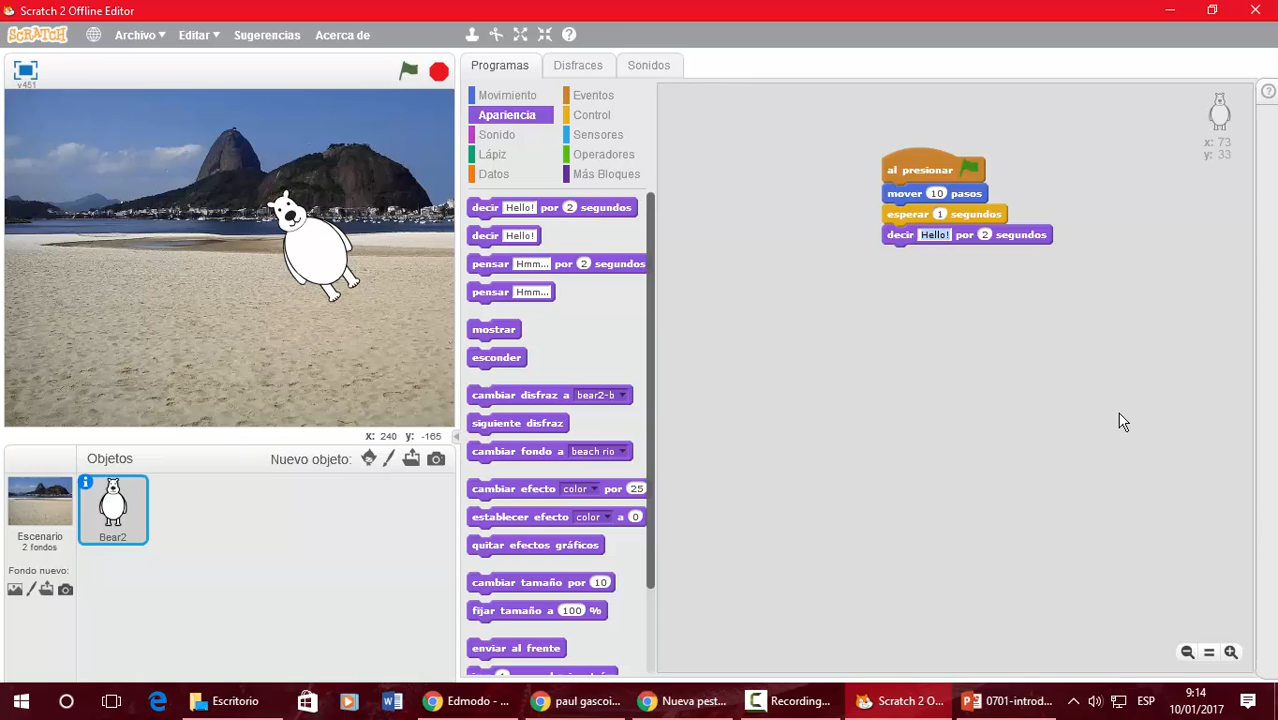 Scratch 2 Offline Editor
SCRATCH Archivo Editar Sugerencias Acerca de
v451
Programas Disfraces Sonidos
Movimiento Eventos
Apariencia Control
Sonido Sensores
Lápiz Operadores
Datos Más Bloques
decir Hello! por 2 segundos
decir Hello!
pensar Hmm... por 2 segundos
pensar Hmm...
mostrar
esconder
cambiar disfraz a bear2-b
siguiente disfraz
cambiar fondo a beach rio
cambiar efecto color por 25
establecer efecto color a 0
quitar efectos gráficos
cambiar tamaño por 10
fijar tamaño a 100 %
enviar al frente
al presionar
mover 10 pasos
esperar 1 segundos
decir Hello! por 2 segundos
x: 73
y: 33
x: 240 y: -165
Objetos Nuevo objeto:
Escenario
2 fondos
Bear2
i
Fondo nuevo:
Escritorio
Edmodo - ...
paul gascoi...
Nueva pest...
Recording...
Scratch 2 O...
0701-introd...
ESP
9:14
10/01/2017